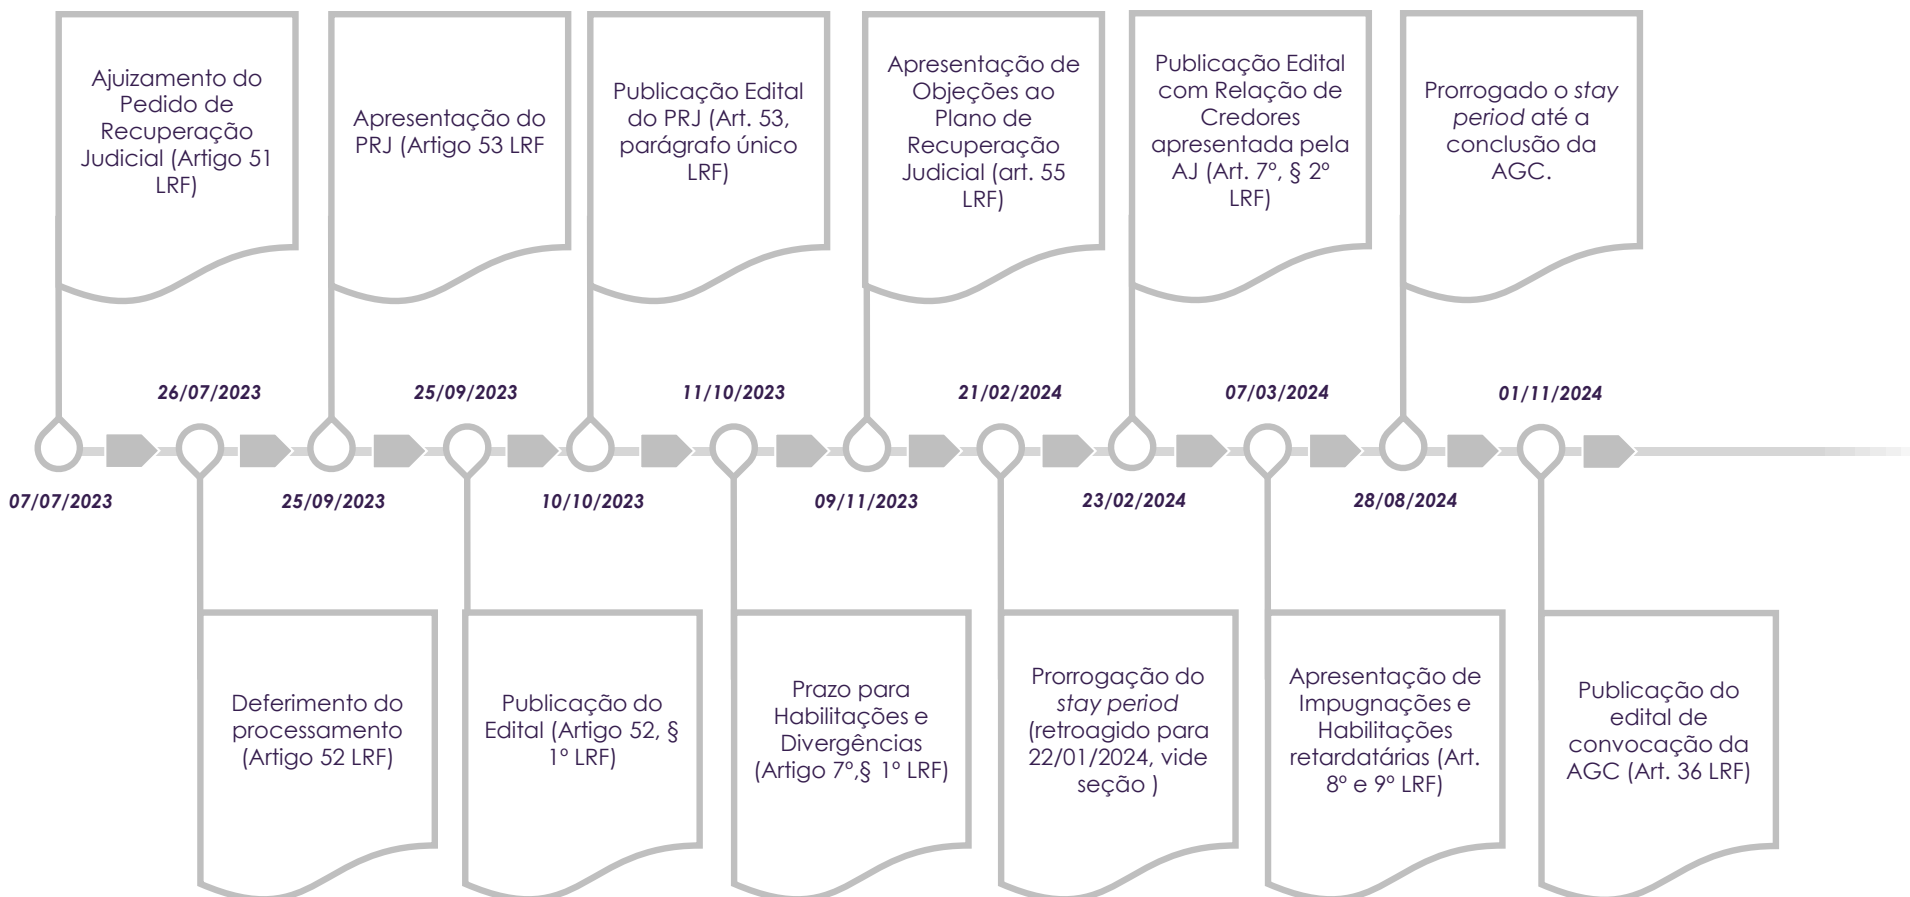 Ajuizamento do
Pedido de
Recuperação
Judicial (Artigo 51
LRF)
Apresentação do
PRJ (Artigo 53 LRF
Publicação Edital
do PRJ (Art. 53,
parágrafo único
LRF)
Apresentação de
Objeções ao
Plano de
Recuperação
Judicial (art. 55
LRF)
Publicação Edital
com Relação de
Credores
apresentada pela
AJ (Art. 7º, § 2º
LRF)
Prorrogado o stay
period até a
conclusão da
AGC.
26/07/2023
25/09/2023
11/10/2023
21/02/2024
07/03/2024
01/11/2024
07/07/2023
25/09/2023
10/10/2023
09/11/2023
23/02/2024
28/08/2024
Deferimento do
processamento
(Artigo 52 LRF)
Publicação do
Edital (Artigo 52, §
1º LRF)
Prazo para
Habilitações e
Divergências
(Artigo 7º,§ 1º LRF)
Prorrogação do
stay period
(retroagido para
22/01/2024, vide
seção )
Apresentação de
Impugnações e
Habilitações
retardatárias (Art.
8º e 9º LRF)
Publicação do
edital de
convocação da
AGC (Art. 36 LRF)